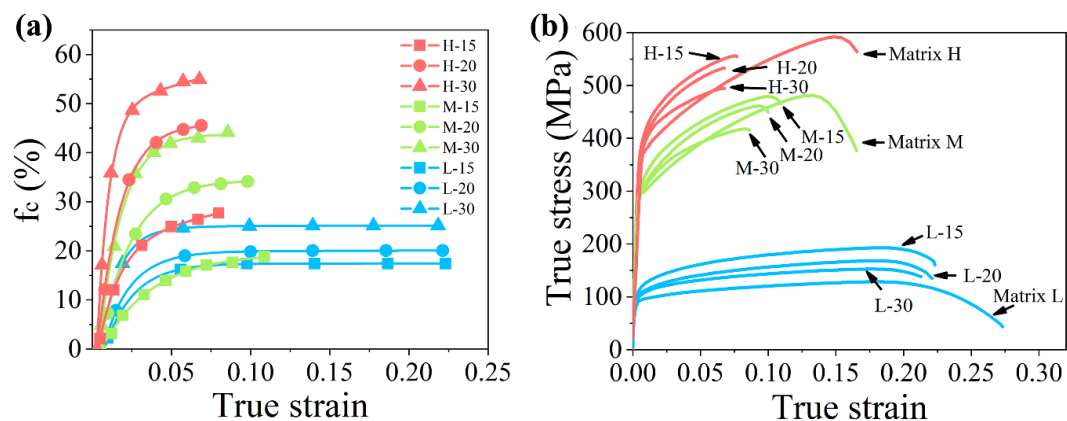 (a)
60
50
40
30
20
10
0
f_c (%)
0.05
0.10
0.15
0.20
0.25
True strain
H-15
H-20
H-30
M-15
M-20
M-30
L-15
L-20
L-30
(b)
600
500
400
300
200
100
0
True stress (MPa)
0.00
0.05
0.10
0.15
0.20
0.25
0.30
True strain
H-15
H-20
H-30
Matrix H
M-15
M-20
M-30
Matrix M
L-15
L-20
L-30
Matrix L